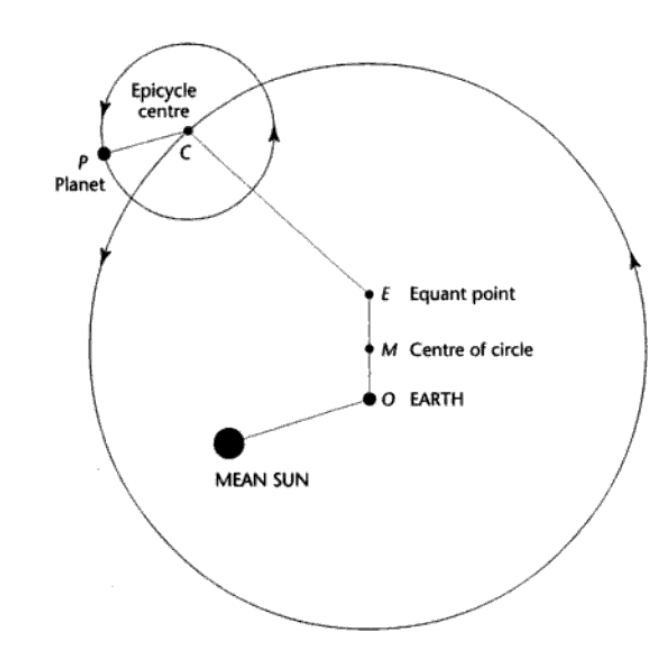 Epicycle
centre
C
P
Planet
E Equant point
M Centre of circle
O EARTH
MEAN SUN